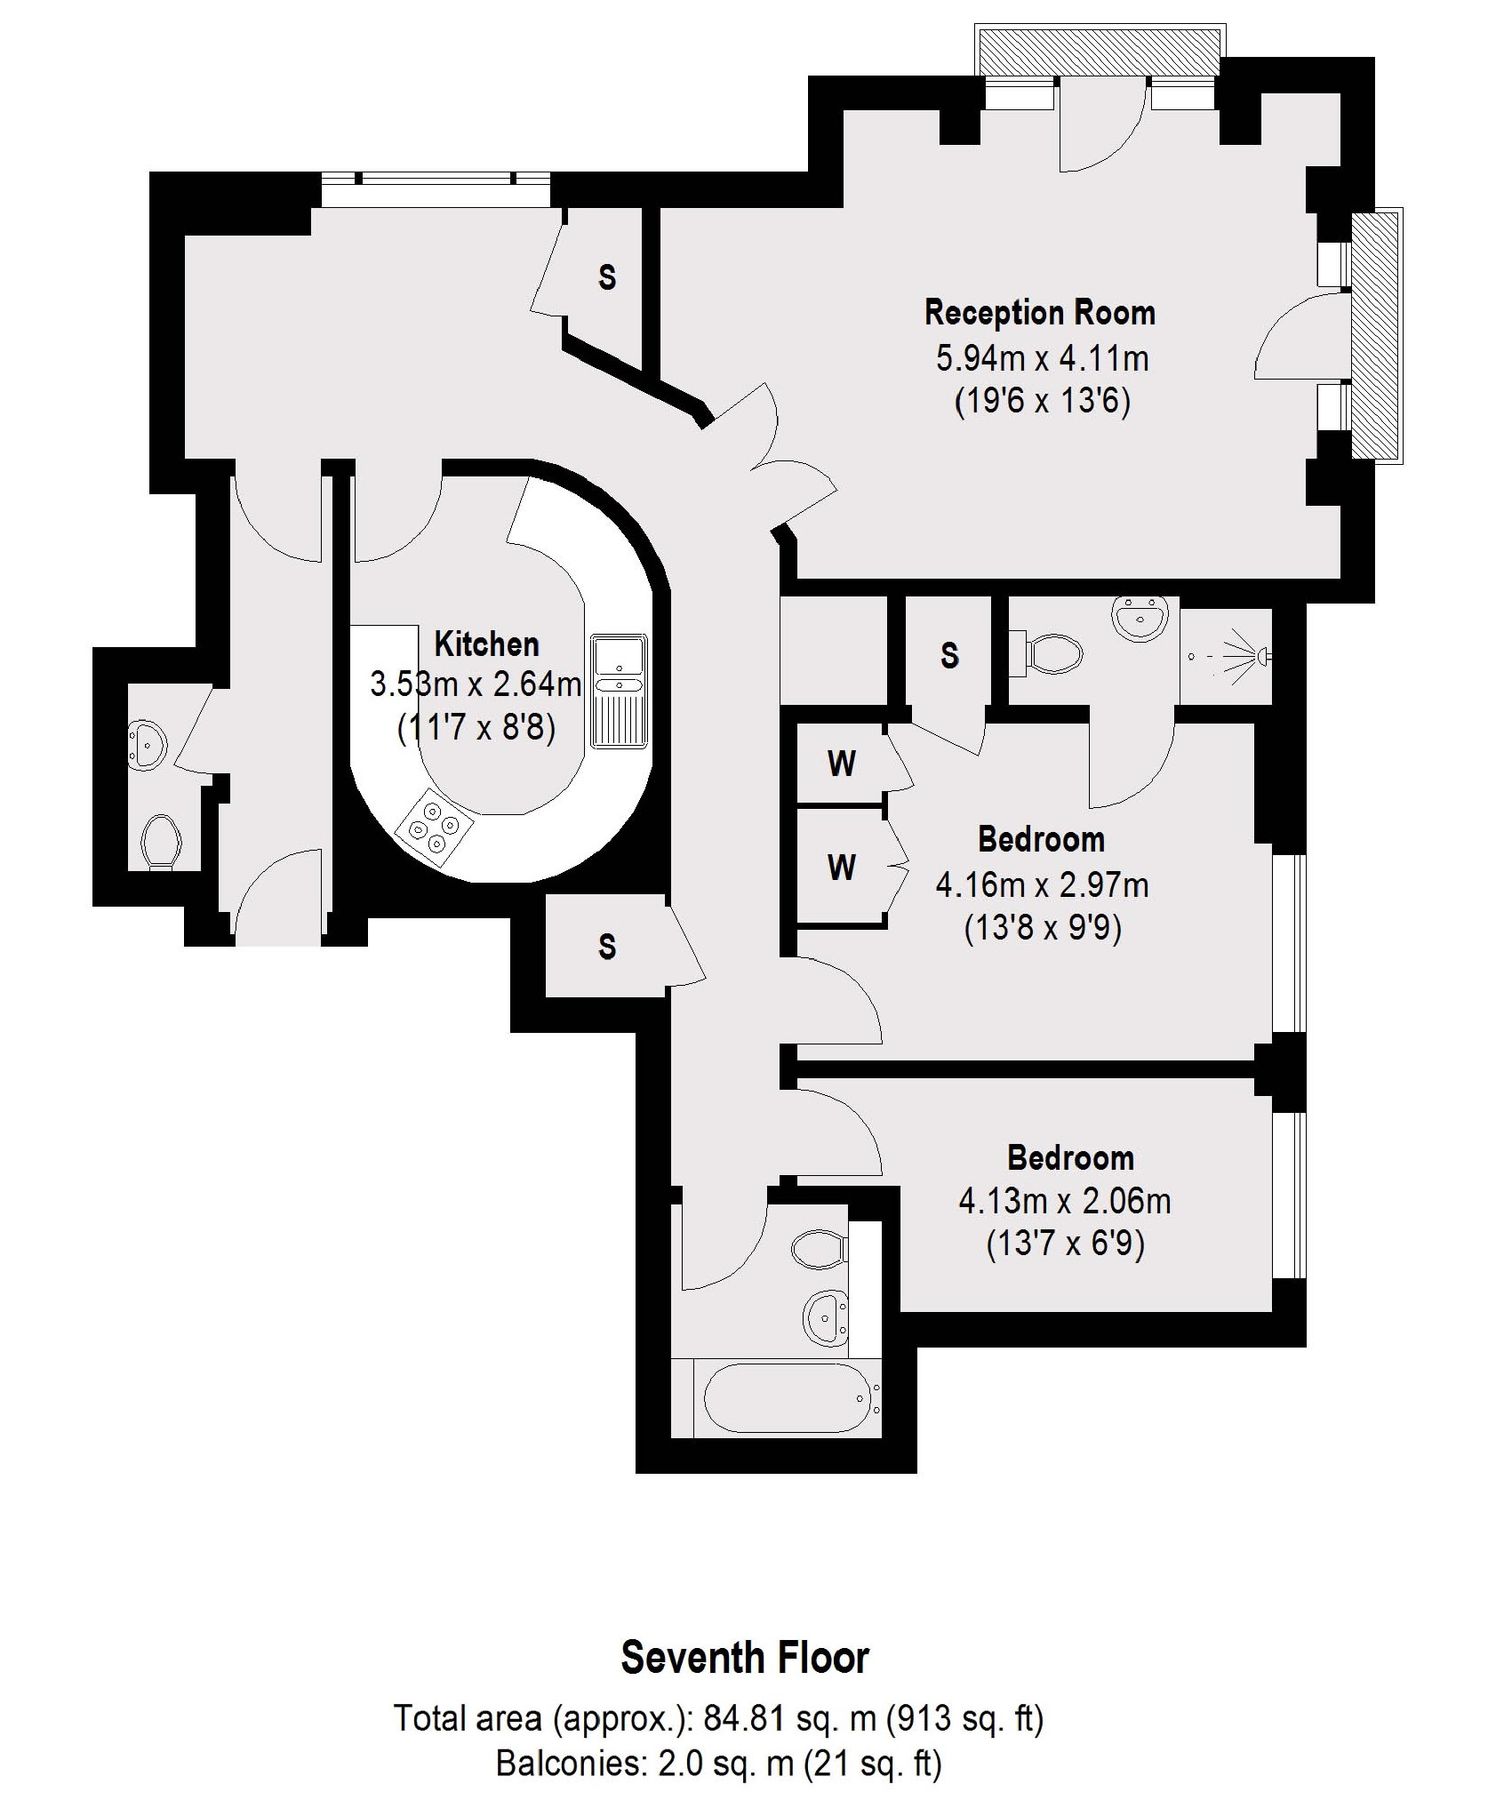 S
Reception Room
5.94m x 4.11m
(19'6 x 13'6)
Kitchen
3.53m x 2.64m
(11'7 x 8'8)
S
W
W
Bedroom
4.16m x 2.97m
(13'8 x 9'9)
S
Bedroom
4.13m x 2.06m
(13'7 x 6'9)
Seventh Floor
Total area (approx.): 84.81 sq. m (913 sq. ft)
Balconies: 2.0 sq. m (21 sq. ft)